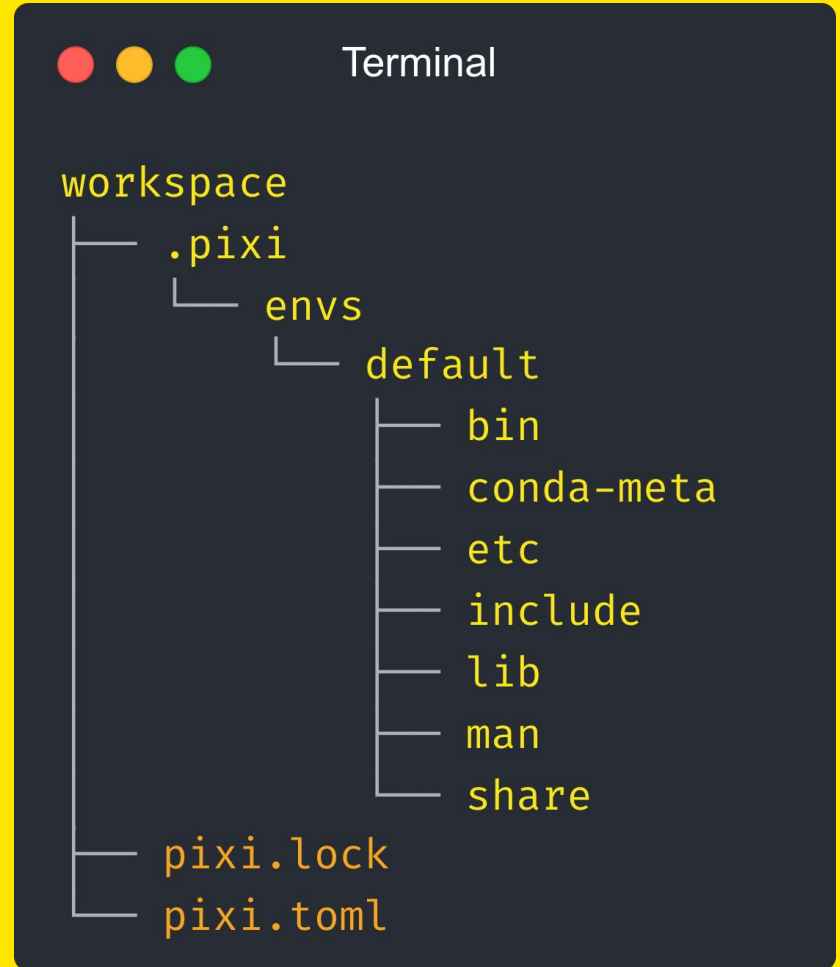 Terminal
workspace
├── .pixi
│   └── envs
│       └── default
│           ├── bin
│           ├── conda-meta
│           ├── etc
│           ├── include
│           ├── lib
│           ├── man
│           └── share
├── pixi.lock
└── pixi.toml